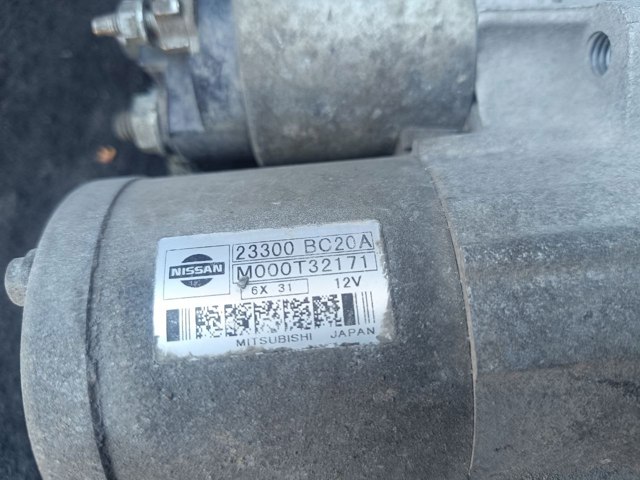 NISSAN
23300 BC20A
M000T32171
6X 31 12V
MITSUBISHI JAPAN